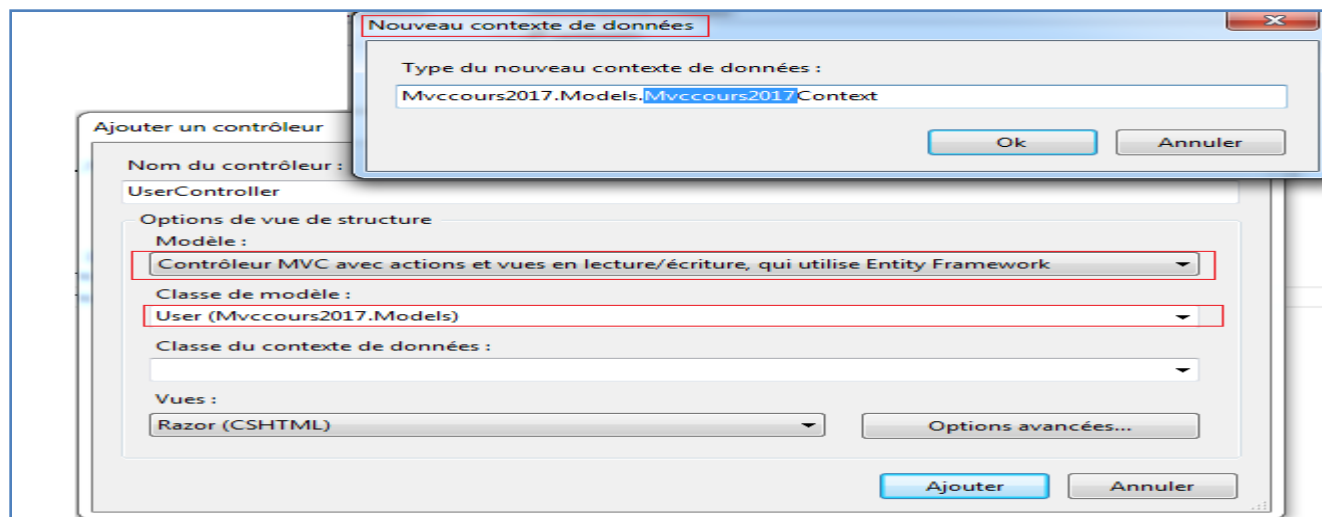 Nouveau contexte de données
Type du nouveau contexte de données :
Mvccours2017.Models.Mvccours2017Context
Ok
Annuler
Ajouter un contrôleur
Nom du contrôleur :
UserController
Options de vue de structure
Modèle :
Contrôleur MVC avec actions et vues en lecture/écriture, qui utilise Entity Framework
Classe de modèle :
User (Mvccours2017.Models)
Classe du contexte de données :
Vues :
Razor (CSHTML)
Options avancées...
Ajouter
Annuler